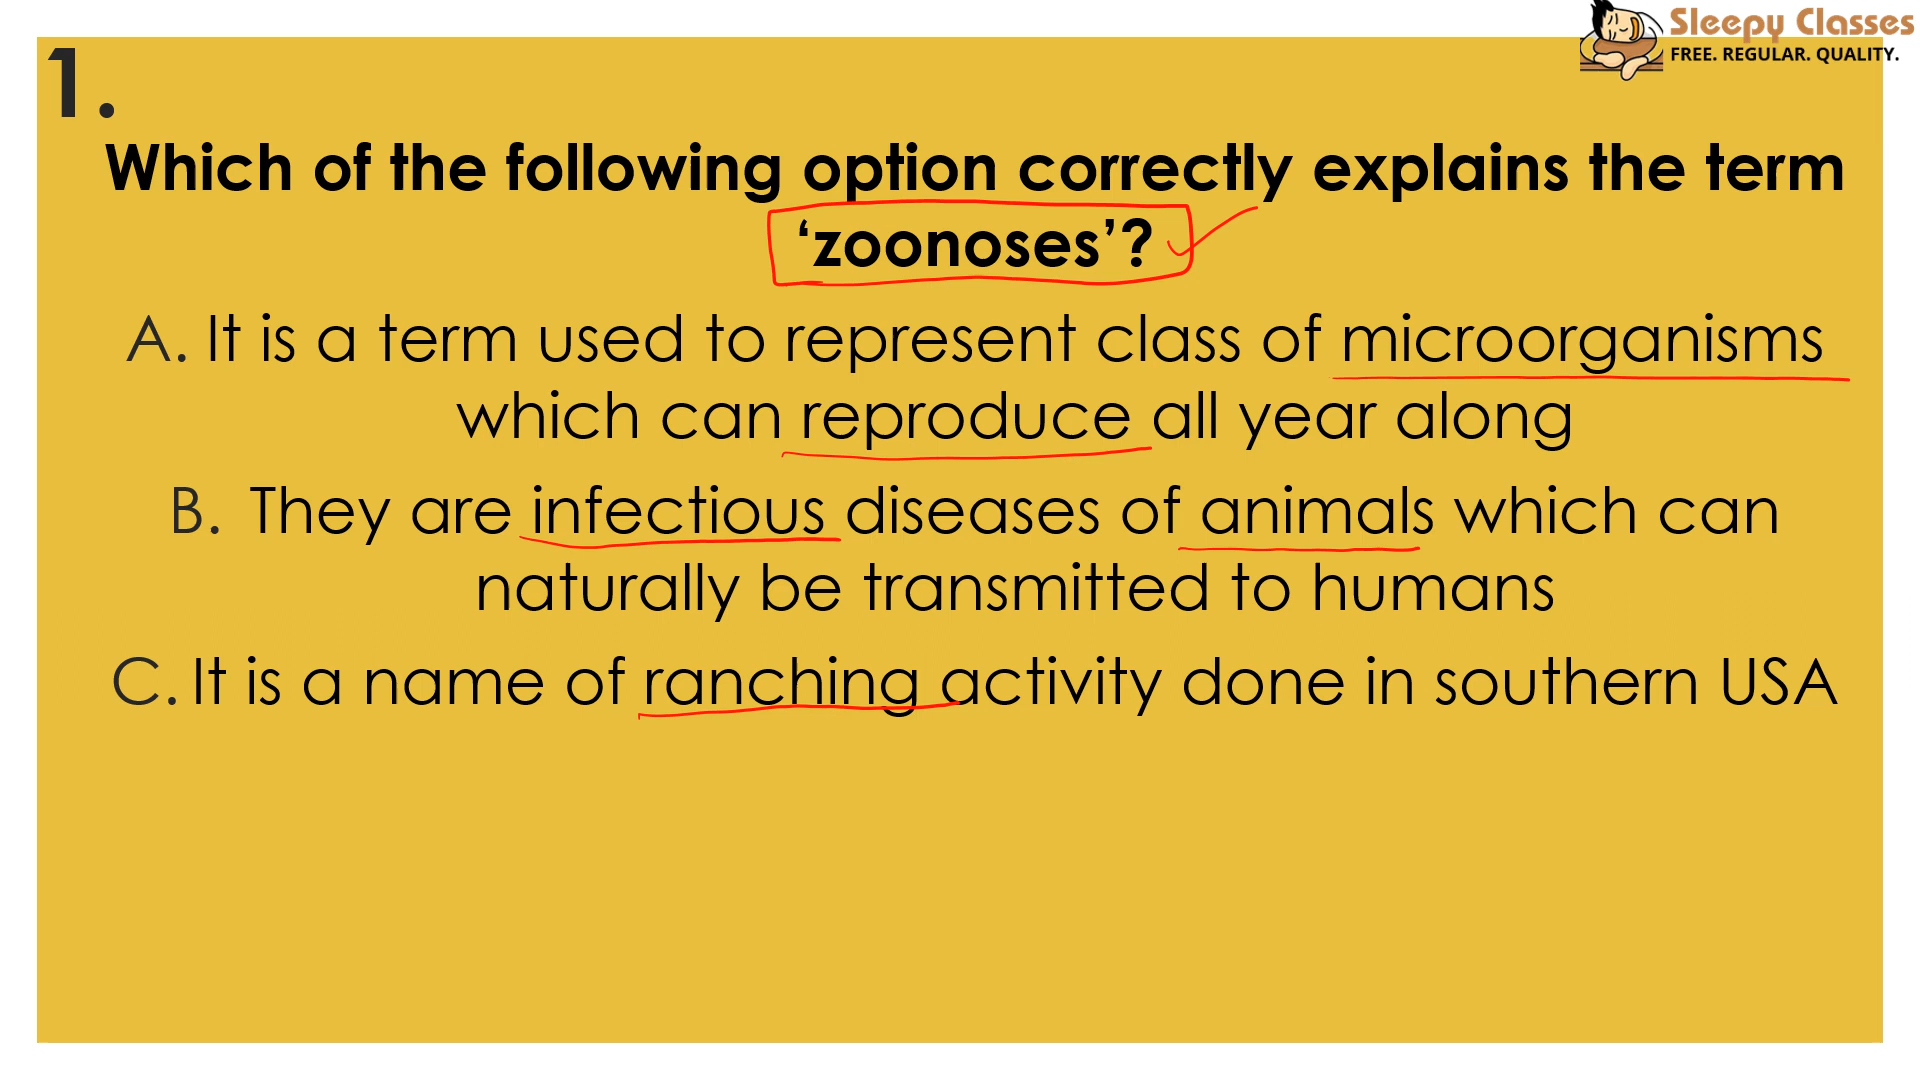 Sleepy Classes
FREE. REGULAR. QUALITY.
1.
Which of the following option correctly explains the term
‘zoonoses’?
A. It is a term used to represent class of microorganisms
which can reproduce all year along
B. They are infectious diseases of animals which can
naturally be transmitted to humans
C. It is a name of ranching activity done in southern USA